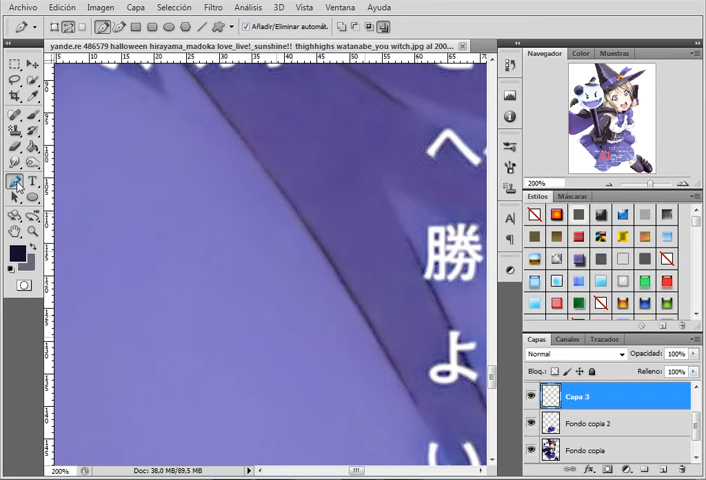 Archivo Edición Imagen Capa Selección Filtro Análisis 3D Vista Ventana Ayuda
Añadir/Eliminar automát.
yande.re 486579 halloween hirayama_madoka love_live!_sunshine!! thighhighs watanabe_you witch.jpg al 200...
Navegador Color Muestras
200%
Estilos Máscaras
へ
勝
よ
い
Capas Canales Trazados
Normal Opacidad: 100%
Bloq.: Relleno: 100%
Capa 3
Fondo copia 2
Fondo copia
200% Doc: 38,0 MB/89,5 MB